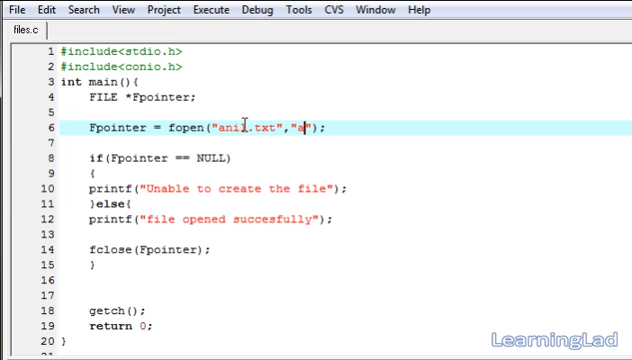 File Edit Search View Project Execute Debug Tools CVS Window Help
files.c
1 #include<stdio.h>
2 #include<conio.h>
3 int main(){
4 FILE *Fpointer;
5
6 Fpointer = fopen("anil.txt","a");
7
8 if(Fpointer == NULL)
9 {
10 printf("Unable to create the file");
11 }else{
12 printf("file opened succesfully");
13
14 fclose(Fpointer);
15 }
16
17
18 getch();
19 return 0;
20 }
LearningLad